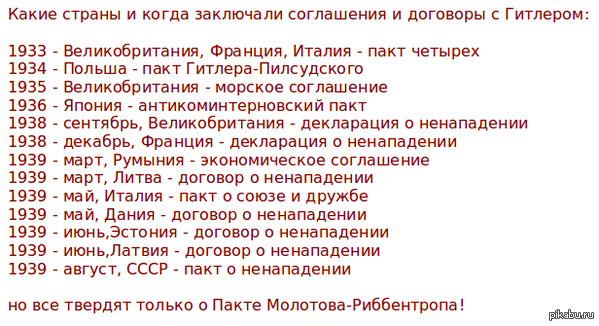 Какие страны и когда заключали соглашения и договоры с Гитлером:
1933 - Великобритания, Франция, Италия - пакт четырех
1934 - Польша - пакт Гитлера-Пилсудского
1935 - Великобритания - морское соглашение
1936 - Япония - антикоминтерновский пакт
1938 - сентябрь, Великобритания - декларация о ненападении
1938 - декабрь, Франция - декларация о ненападении
1939 - март, Румыния - экономическое соглашение
1939 - март, Литва - договор о ненападении
1939 - май, Италия - пакт о союзе и дружбе
1939 - май, Дания - договор о ненападении
1939 - июнь,Эстония - договор о ненападении
1939 - июнь,Латвия - договор о ненападении
1939 - август, СССР - пакт о ненападении
но все твердят только о Пакте Молотова-Риббентропа!
pikabu.ru